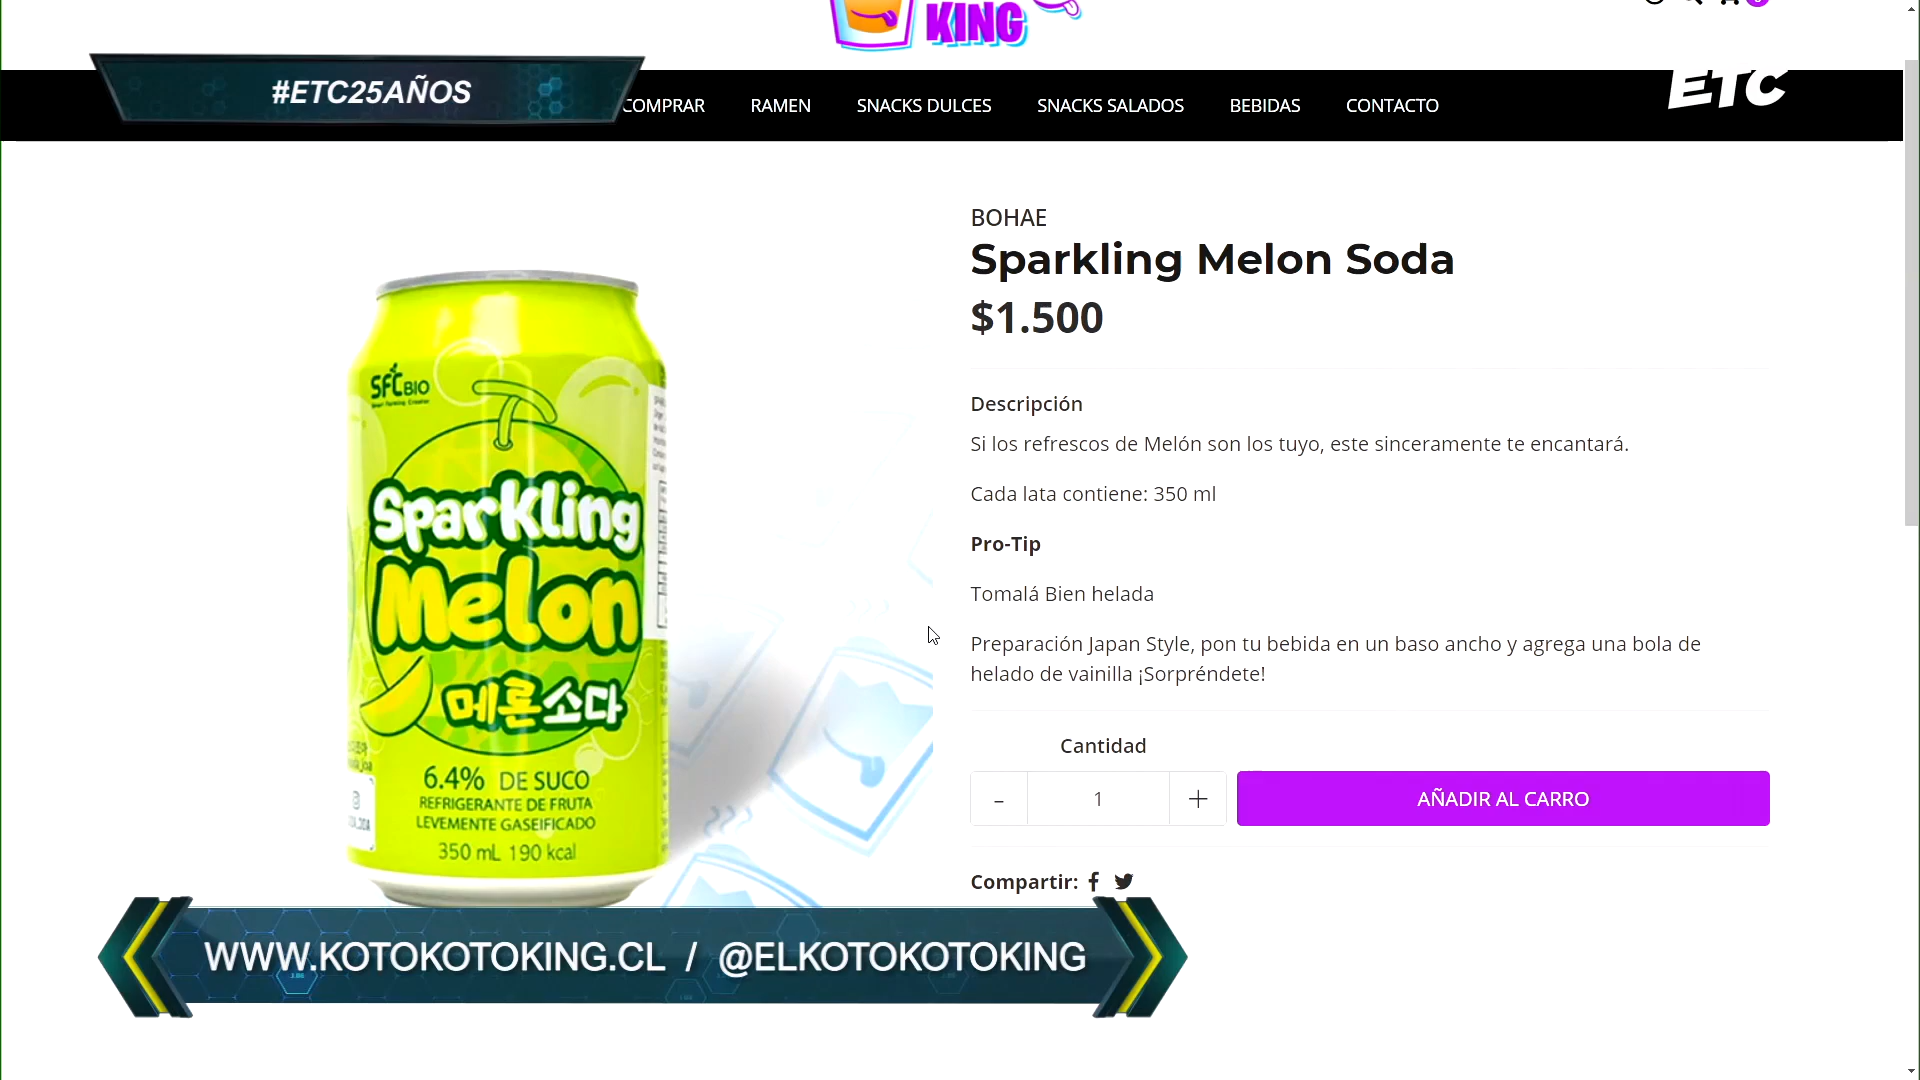 KING
#ETC25AÑOS
COMPRAR
RAMEN
SNACKS DULCES
SNACKS SALADOS
BEBIDAS
CONTACTO
ETC
BOHAE
Sparkling Melon Soda
$1.500
Descripción
Si los refrescos de Melón son los tuyo, este sinceramente te encantará.
Cada lata contiene: 350 ml
Pro-Tip
Tomalá Bien helada
Preparación Japan Style, pon tu bebida en un baso ancho y agrega una bola de
helado de vainilla ¡Sorpréndete!
Cantidad
- 1 +
AÑADIR AL CARRO
Compartir:
SFC BIO
Sparkling
Melon
메론소다
6.4% DE SUCO
REFRIGERANTE DE FRUTA
LEVEMENTE GASEIFICADO
350 mL 190 kcal
WWW.KOTOKOTOKING.CL / @ELKOTOKOTOKING